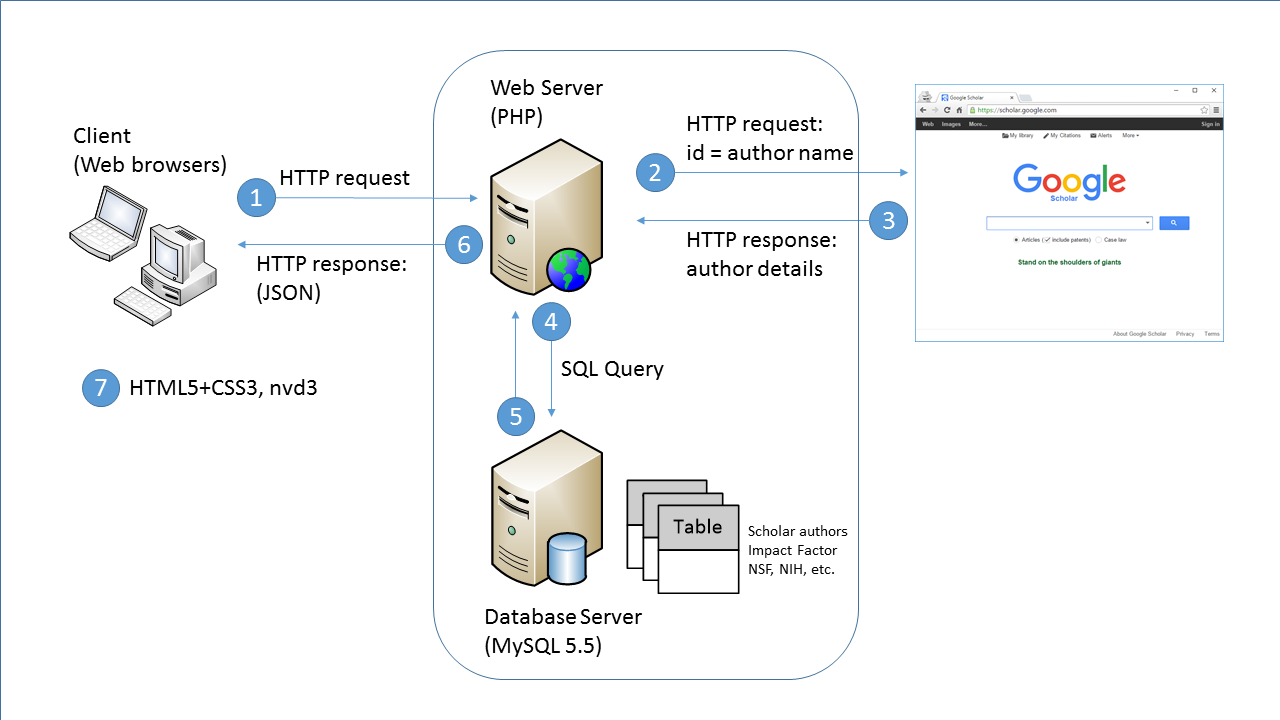 Client
(Web browsers)
1
HTTP request
6
HTTP response:
(JSON)
7
HTML5+CSS3, nvd3
Web Server
(PHP)
HTTP request:
id = author name
2
3
HTTP response:
author details
4
SQL Query
5
Table
Scholar authors
Impact Factor
NSF, NIH, etc.
Database Server
(MySQL 5.5)
Google Scholar
https://scholar.google.com
Web Images More... Sign in
My library My Citations Alerts More
Google
Scholar
Articles ( include patents) Case law
Stand on the shoulders of giants
About Google Scholar Privacy Terms